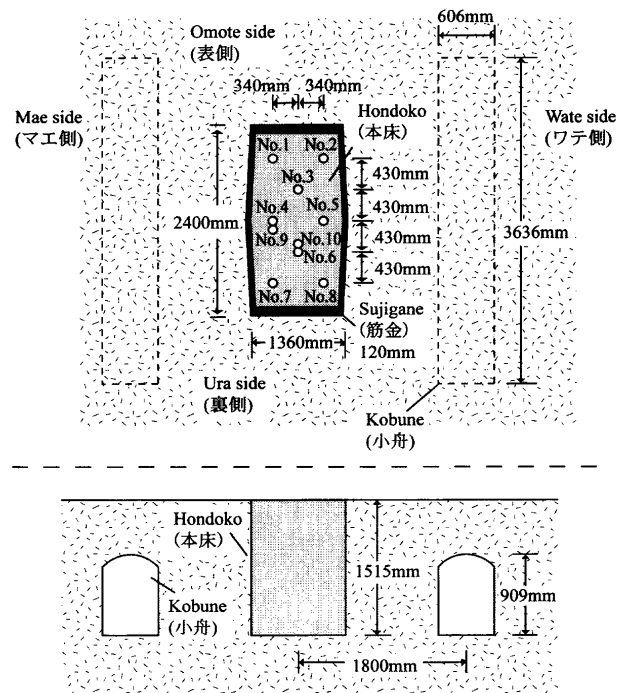 Omote side
(表側)
606mm
340mm 340mm
Mae side
(マエ側)
Hondoko
(本床)
Wate side
(ワテ側)
No.1
No.2
No.3
430mm
No.4
No.5
430mm
2400mm
3636mm
No.9
No.10
430mm
No.6
430mm
No.7
No.8
Sujigane
(筋金)
120mm
1360mm
Ura side
(裏側)
Kobune
(小舟)
Hondoko
(本床)
1515mm
909mm
Kobune
(小舟)
1800mm